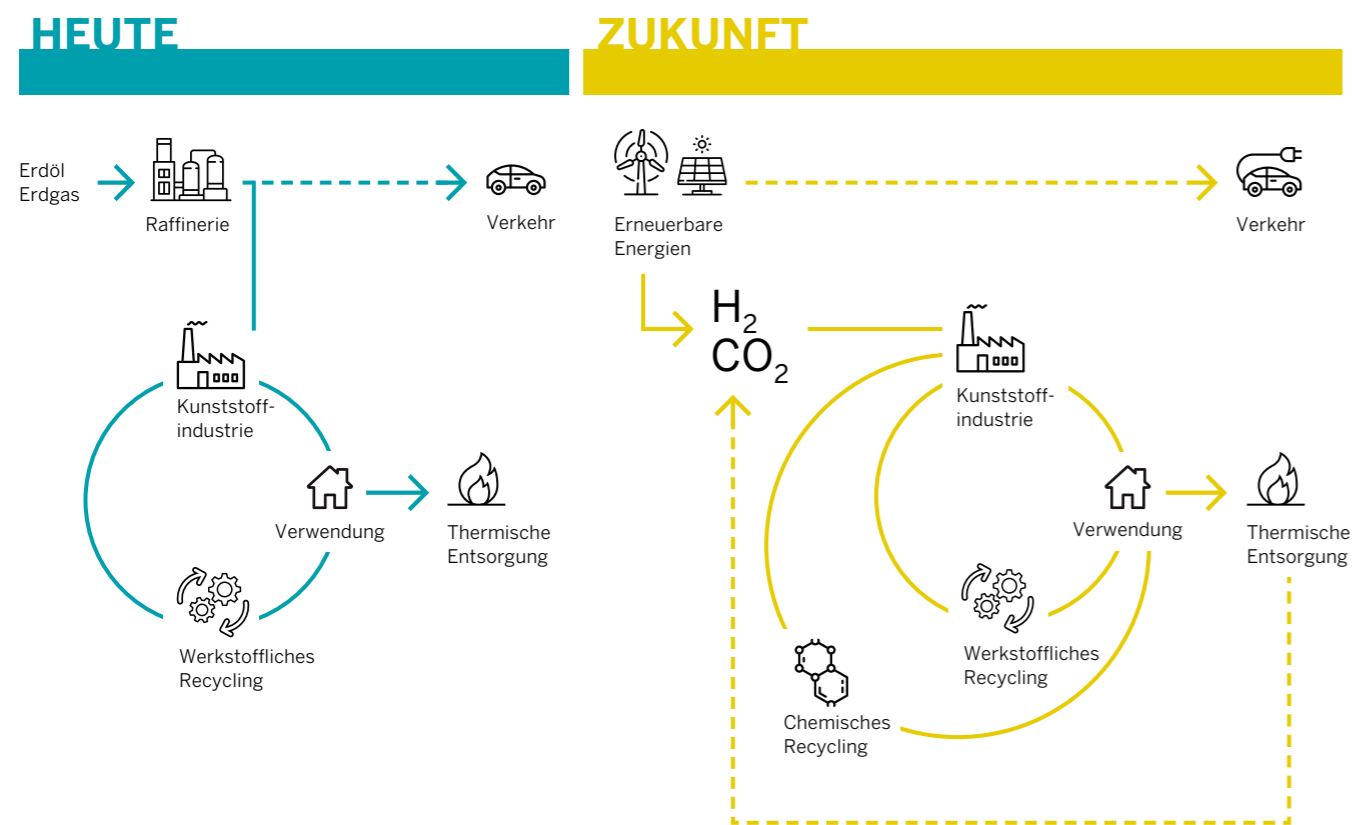 HEUTE
Erdöl
Erdgas
Raffinerie
Verkehr
Kunststoff-
industrie
Verwendung
Thermische
Entsorgung
Werkstoffliches
Recycling
ZUKUNFT
Erneuerbare
Energien
Verkehr
H₂
CO₂
Kunststoff-
industrie
Verwendung
Thermische
Entsorgung
Werkstoffliches
Recycling
Chemisches
Recycling